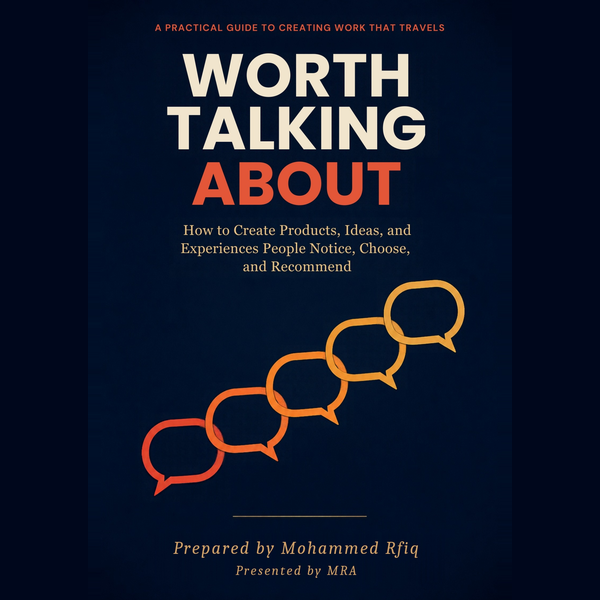 A PRACTICAL GUIDE TO CREATING WORK THAT TRAVELS
WORTH
TALKING
ABOUT
How to Create Products, Ideas, and
Experiences People Notice, Choose,
and Recommend
Prepared by Mohammed Rfiq
Presented by MRA